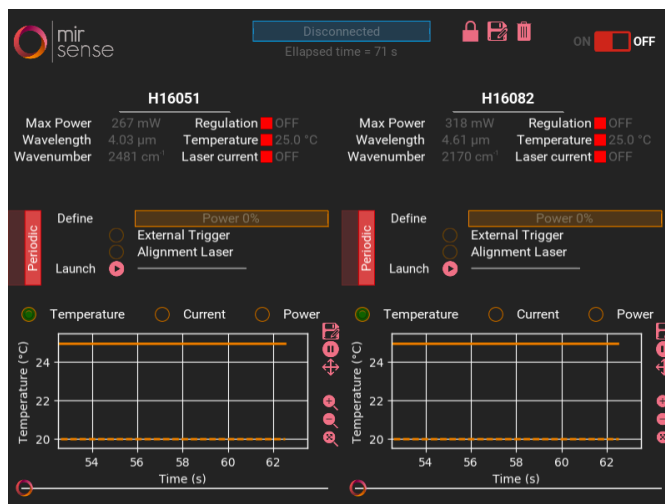 mir
sense
Disconnected
Ellapsed time = 71 s
ON OFF
H16051
Max Power 267 mW Regulation OFF
Wavelength 4.03 µm Temperature 25.0 °C
Wavenumber 2481 cm⁻¹ Laser current OFF
H16082
Max Power 318 mW Regulation OFF
Wavelength 4.61 µm Temperature 25.0 °C
Wavenumber 2170 cm⁻¹ Laser current OFF
Periodic
Define Power 0%
External Trigger
Alignment Laser
Launch
Periodic
Define Power 0%
External Trigger
Alignment Laser
Launch
Temperature Current Power
Temperature (°C)
24
22
20
54 56 58 60 62
Time (s)
Temperature Current Power
Temperature (°C)
24
22
20
54 56 58 60 62
Time (s)